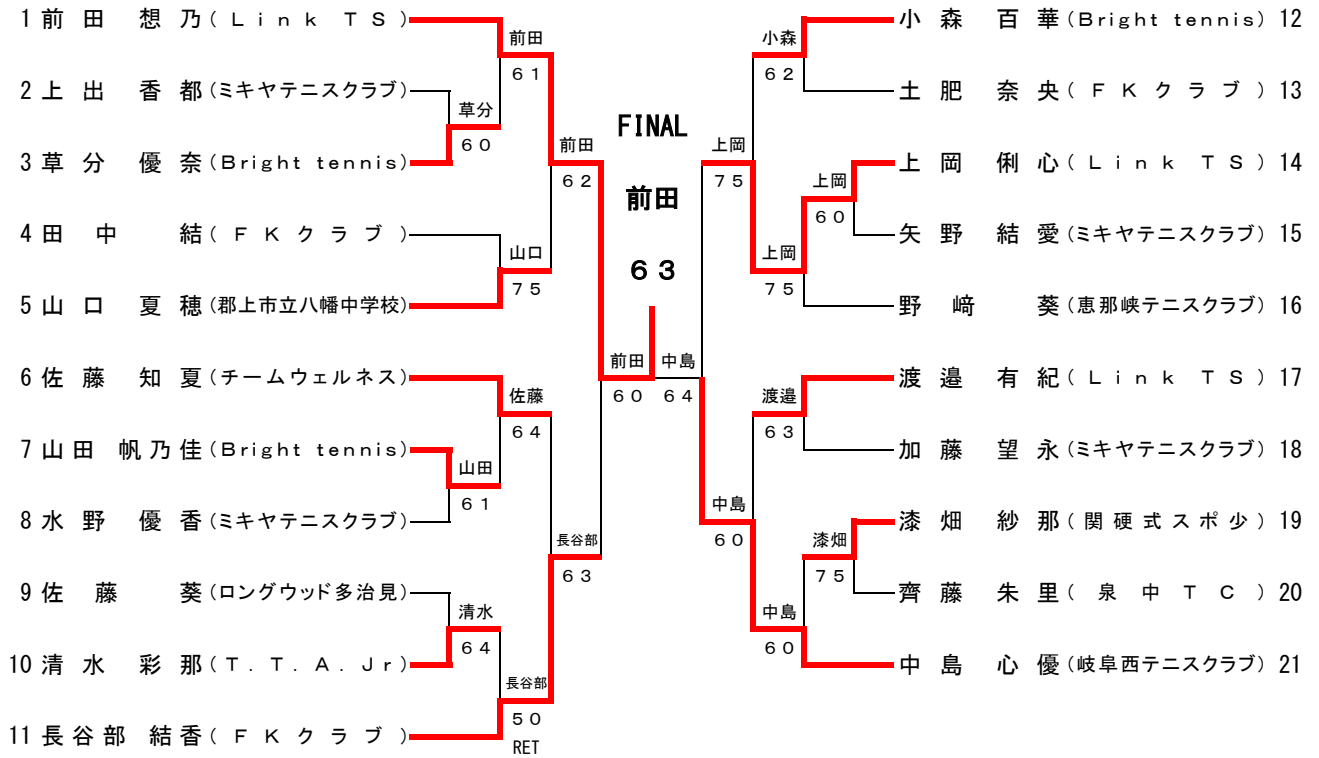 1 前田 想乃 (Link TS)
2 上出 香都 (ミキヤテニスクラブ)
3 草分 優奈 (Bright tennis)
4 田中 結 (FKクラブ)
5 山口 夏穂 (郡上市立八幡中学校)
6 佐藤 知夏 (チームウェルネス)
7 山田 帆乃佳 (Bright tennis)
8 水野 優香 (ミキヤテニスクラブ)
9 佐藤 葵 (ロングウッド多治見)
10 清水 彩那 (T.T.A.Jr)
11 長谷部 結香 (FKクラブ)
草分
60
山田
61
清水
64
前田
61
山口
75
佐藤
64
長谷部
50
RET
前田
62
長谷部
63
前田
60
FINAL
前田
63
中島
64
上岡
75
中島
60
小森
62
上岡
75
渡邉
63
中島
60
上岡
60
漆畑
75
小森 百華 (Bright tennis) 12
土肥 奈央 (FKクラブ) 13
上岡 俐心 (Link TS) 14
矢野 結愛 (ミキヤテニスクラブ) 15
野﨑 葵 (恵那峡テニスクラブ) 16
渡邉 有紀 (Link TS) 17
加藤 望永 (ミキヤテニスクラブ) 18
漆畑 紗那 (関硬式スポ少) 19
齊藤 朱里 (泉中TC) 20
中島 心優 (岐阜西テニスクラブ) 21